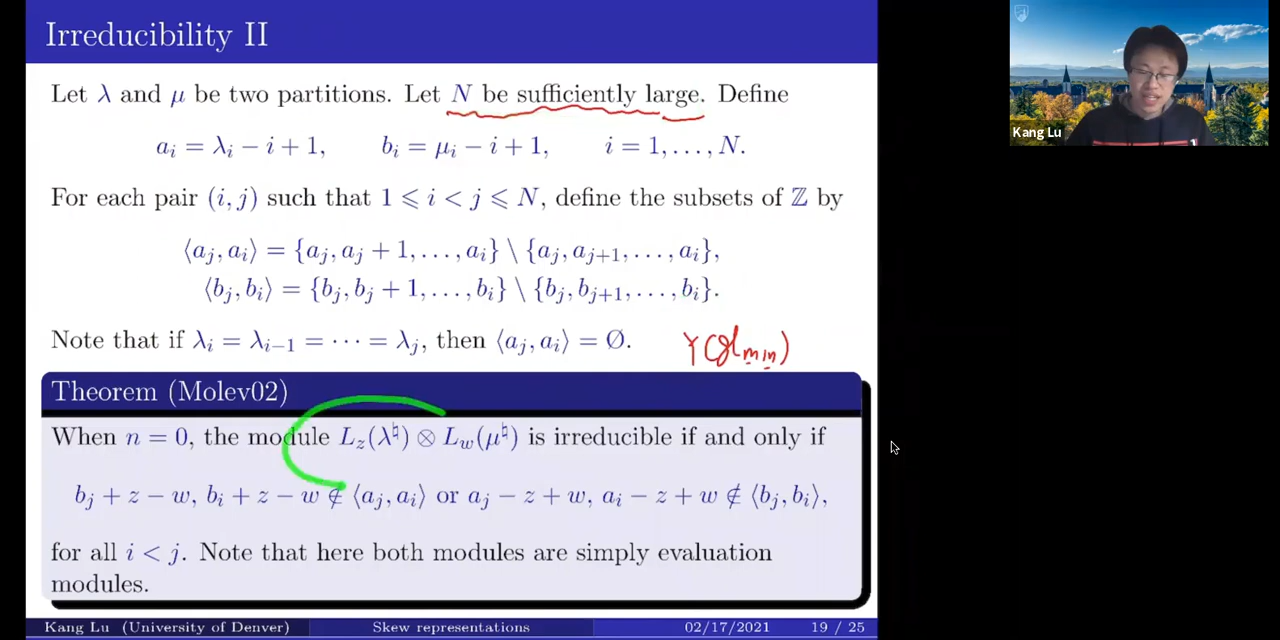 Irreducibility II
Let λ and μ be two partitions. Let N be sufficiently large. Define
a_i = λ_i − i + 1, b_i = μ_i − i + 1, i = 1, . . . , N.
For each pair (i, j) such that 1 ⩽ i < j ⩽ N, define the subsets of ℤ by
⟨a_j, a_i⟩ = {a_j, a_j + 1, . . . , a_i} \ {a_j, a_{j+1}, . . . , a_i},
⟨b_j, b_i⟩ = {b_j, b_j + 1, . . . , b_i} \ {b_j, b_{j+1}, . . . , b_i}.
Note that if λ_i = λ_{i−1} = · · · = λ_j, then ⟨a_j, a_i⟩ = Ø.
Y(gl_{m|n})
Theorem (Molev02)
When n = 0, the module L_z(λ^♮) ⊗ L_w(μ^♮) is irreducible if and only if
b_j + z − w, b_i + z − w ∉ ⟨a_j, a_i⟩ or a_j − z + w, a_i − z + w ∉ ⟨b_j, b_i⟩,
for all i < j. Note that here both modules are simply evaluation
modules.
Kang Lu (University of Denver) Skew representations 02/17/2021 19 / 25
Kang Lu